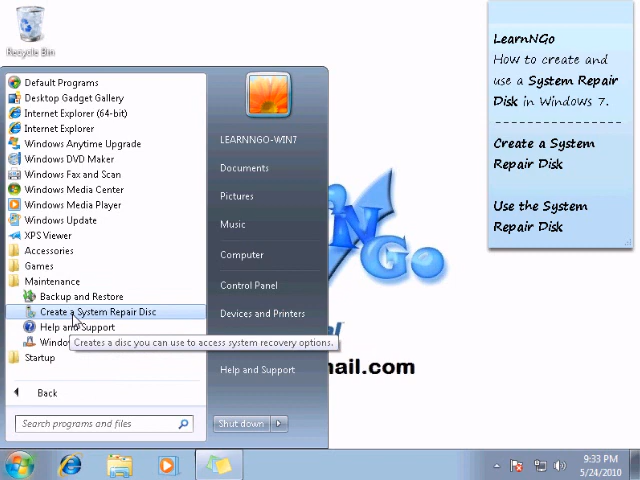 Recycle Bin
Default Programs
Desktop Gadget Gallery
Internet Explorer (64-bit)
Internet Explorer
Windows Anytime Upgrade
Windows DVD Maker
Windows Fax and Scan
Windows Media Center
Windows Media Player
Windows Update
XPS Viewer
Accessories
Games
Maintenance
Backup and Restore
Create a System Repair Disc
Help and Support
Creates a disc you can use to access system recovery options.
Startup
Back
Search programs and files
LEARNNGO-WIN7
Documents
Pictures
Music
Computer
Control Panel
Devices and Printers
Help and Support
Shut down
Go
mail.com
LearnNGo
How to create and
use a System Repair
Disk in Windows 7.
--------------------
Create a System
Repair Disk
Use the System
Repair Disk
9:33 PM
5/24/2010